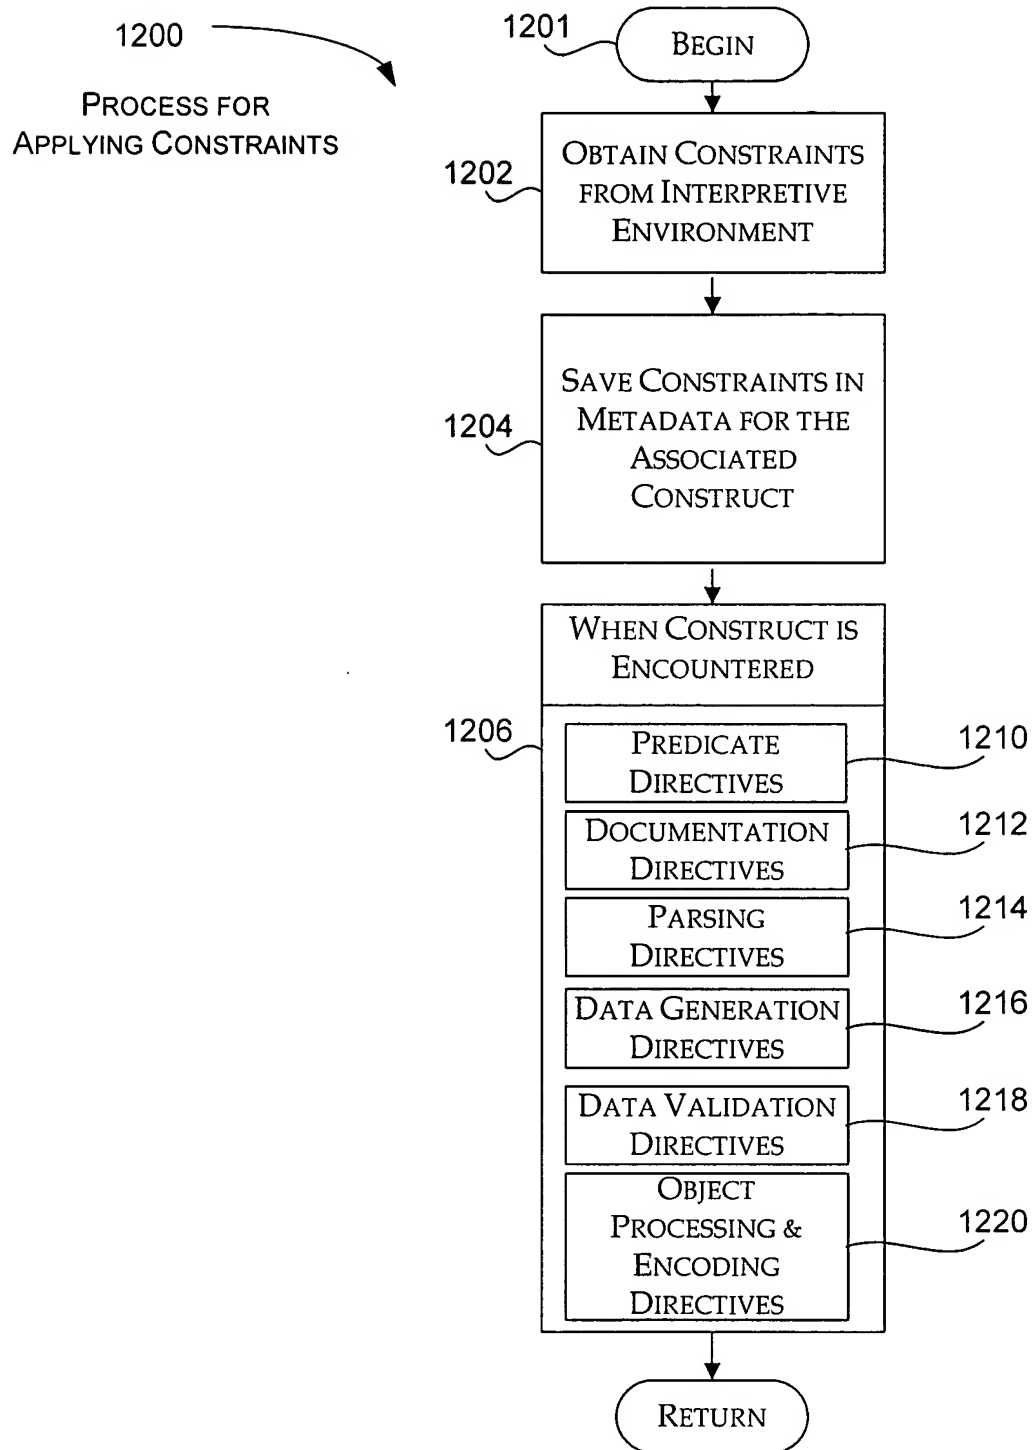 1200
PROCESS FOR
APPLYING CONSTRAINTS
1201
BEGIN
1202
OBTAIN CONSTRAINTS
FROM INTERPRETIVE
ENVIRONMENT
1204
SAVE CONSTRAINTS IN
METADATA FOR THE
ASSOCIATED
CONSTRUCT
WHEN CONSTRUCT IS
ENCOUNTERED
1206
PREDICATE
DIRECTIVES
1210
DOCUMENTATION
DIRECTIVES
1212
PARSING
DIRECTIVES
1214
DATA GENERATION
DIRECTIVES
1216
DATA VALIDATION
DIRECTIVES
1218
OBJECT
PROCESSING &
ENCODING
DIRECTIVES
1220
RETURN